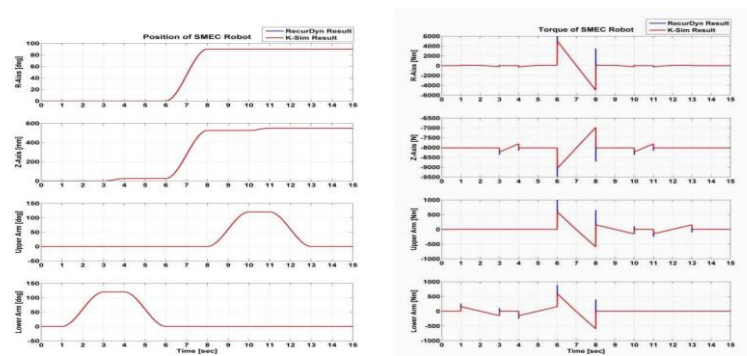 Position of SMEC Robot
RecurDyn Result
K-Sim Result
R-Aixs [deg]
100
80
60
40
20
0
0 1 2 3 4 5 6 7 8 9 10 11 12 13 14 15
Z-Axis [mm]
600
400
200
0
0 1 2 3 4 5 6 7 8 9 10 11 12 13 14 15
Upper Arm [deg]
150
100
50
0
-50
0 1 2 3 4 5 6 7 8 9 10 11 12 13 14 15
Lower Arm [deg]
150
100
50
0
-50
0 1 2 3 4 5 6 7 8 9 10 11 12 13 14 15
Time [sec]
Torque of SMEC Robot
RecurDyn Result
K-Sim Result
R-Aixs [Nm]
6000
4000
2000
0
-2000
-4000
-6000
0 1 2 3 4 5 6 7 8 9 10 11 12 13 14 15
Z-Axis [N]
-6500
-7000
-7500
-8000
-8500
-9000
-9500
0 1 2 3 4 5 6 7 8 9 10 11 12 13 14 15
Upper Arm [Nm]
1000
500
0
-500
-1000
0 1 2 3 4 5 6 7 8 9 10 11 12 13 14 15
Lower Arm [Nm]
1000
500
0
-500
-1000
0 1 2 3 4 5 6 7 8 9 10 11 12 13 14 15
Time [sec]